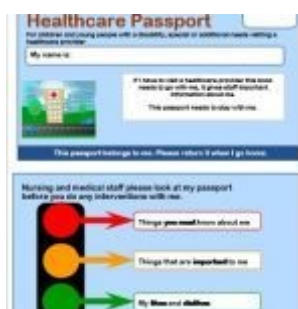 Healthcare Passport
For children and young people with a disability, special or additional needs visiting a
healthcare provider
My name is:
If I have to visit a healthcare provider this book
needs to go with me, it gives staff important
information about me.
This passport needs to stay with me.
This passport belongs to me. Please return it when I go home.
Nursing and medical staff please look at my passport
before you do any interventions with me.
Things you must know about me
Things that are important to me
My likes and dislikes